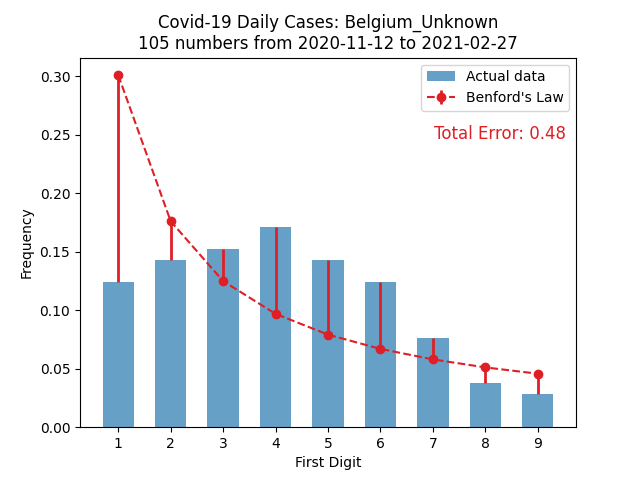 Covid-19 Daily Cases: Belgium_Unknown
105 numbers from 2020-11-12 to 2021-02-27
Actual data
Benford's Law
Total Error: 0.48
Frequency
0.30
0.25
0.20
0.15
0.10
0.05
0.00
1 2 3 4 5 6 7 8 9
First Digit